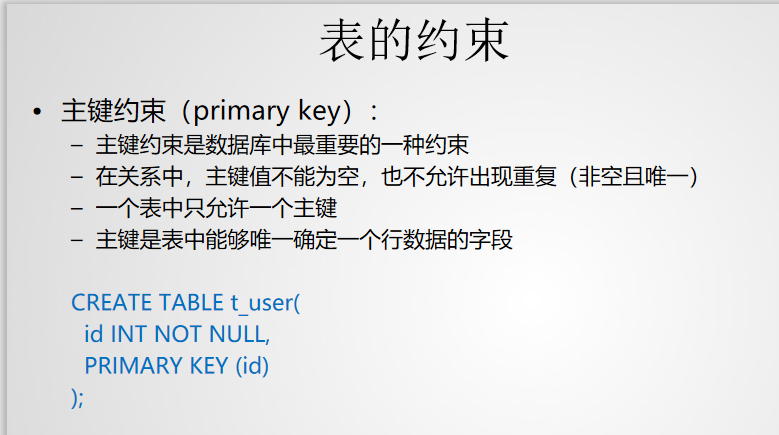 表的约束
• 主键约束（primary key）：
– 主键约束是数据库中最重要的一种约束
– 在关系中，主键值不能为空，也不允许出现重复（非空且唯一）
– 一个表中只允许一个主键
– 主键是表中能够唯一确定一个行数据的字段
CREATE TABLE t_user(
id INT NOT NULL,
PRIMARY KEY (id)
);